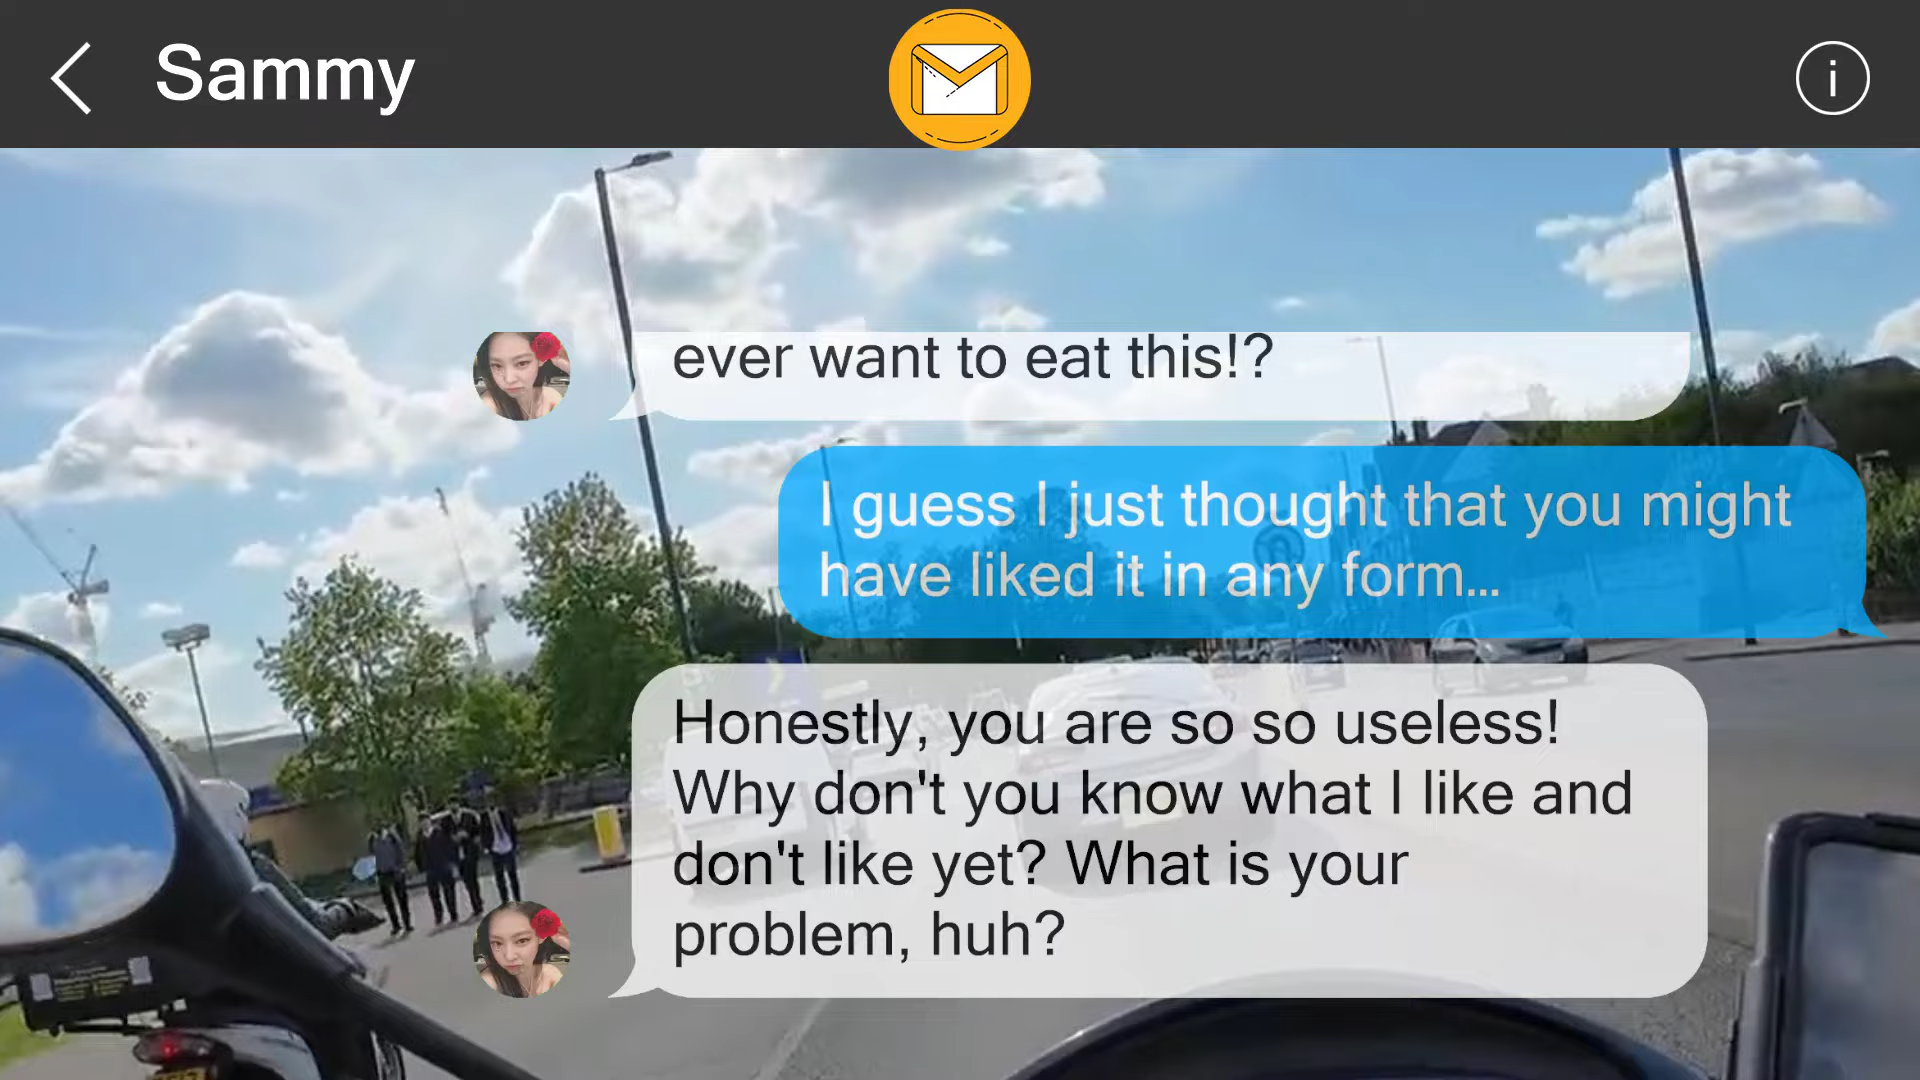 Sammy
i
ever want to eat this!?
I guess I just thought that you might
have liked it in any form...
Honestly, you are so so useless!
Why don't you know what I like and
don't like yet? What is your
problem, huh?